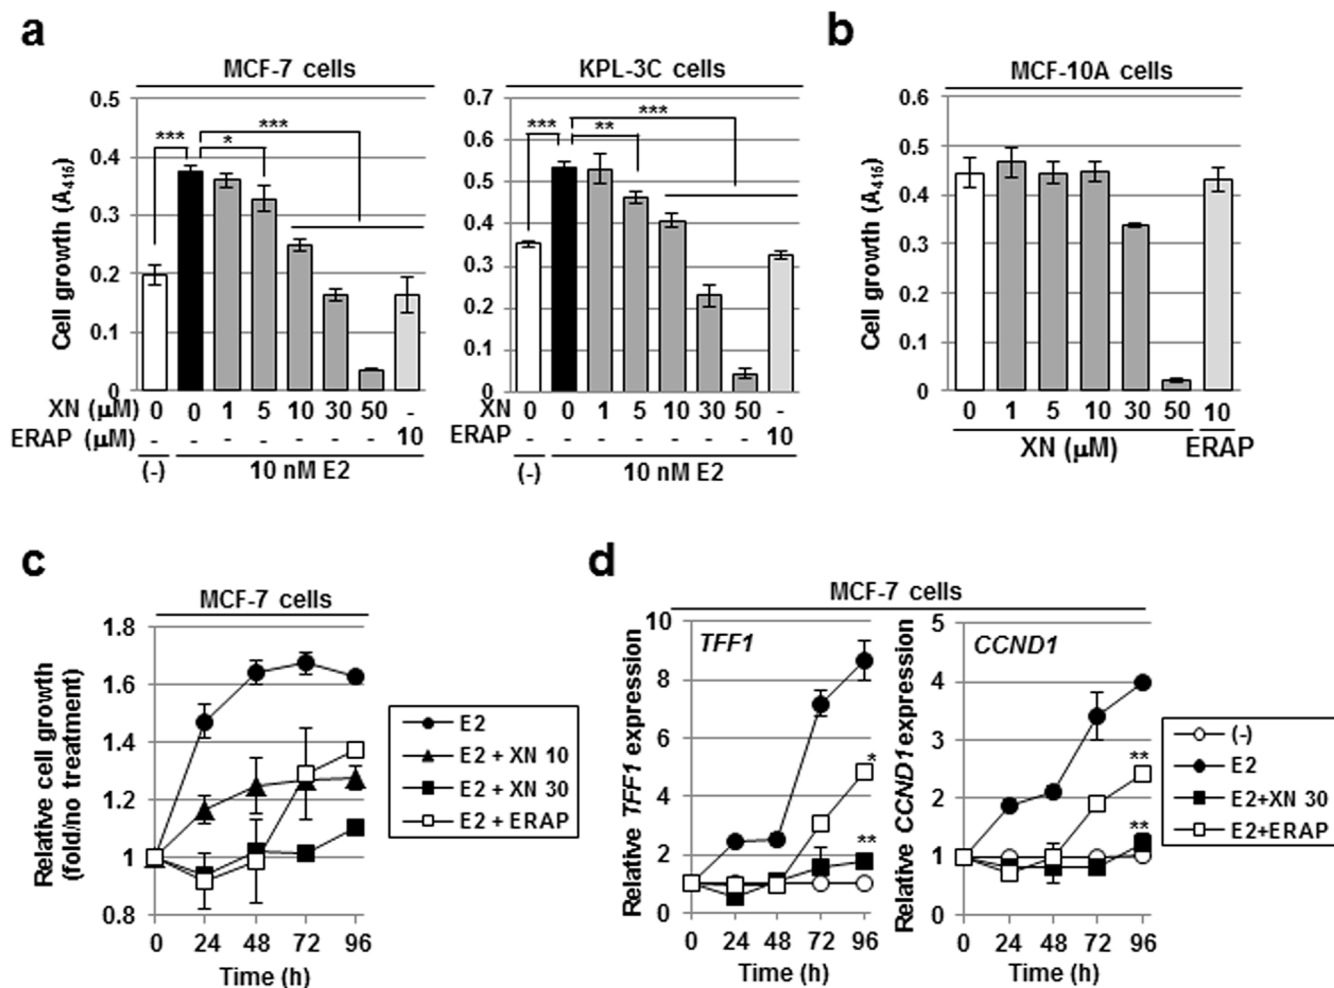 a
MCF-7 cells
Cell growth (A415)
0.5
0.4
0.3
0.2
0.1
0
***
*
***
XN (μM) 0 0 1 5 10 30 50 -
ERAP (μM) - - - - - - - 10
(-) 10 nM E2
KPL-3C cells
0.7
0.6
0.5
0.4
0.3
0.2
0.1
0
***
**
***
XN 0 0 1 5 10 30 50 -
ERAP - - - - - - - 10
(-) 10 nM E2
b
MCF-10A cells
Cell growth (A415)
0.6
0.5
0.4
0.3
0.2
0.1
0
0 1 5 10 30 50 10
XN (μM) ERAP
c
MCF-7 cells
Relative cell growth
(fold/no treatment)
1.8
1.6
1.4
1.2
1
0.8
0 24 48 72 96
Time (h)
E2
E2 + XN 10
E2 + XN 30
E2 + ERAP
d
MCF-7 cells
Relative TFF1 expression
TFF1
10
8
6
4
2
0
*
**
0 24 48 72 96
Time (h)
Relative CCND1 expression
CCND1
5
4
3
2
1
0
**
**
0 24 48 72 96
Time (h)
(-)
E2
E2+XN 30
E2+ERAP